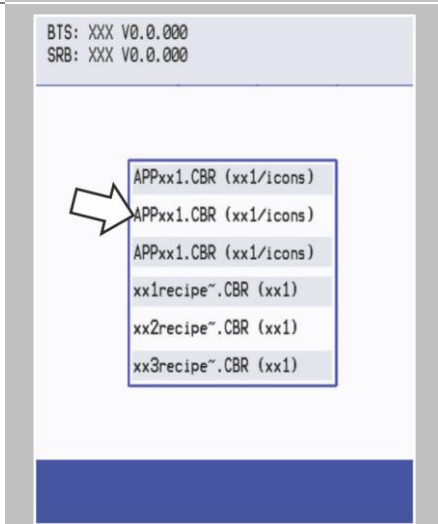 BTS: XXX V0.0.000
SRB: XXX V0.0.000
APPxx1.CBR (xx1/icons)
APPxx1.CBR (xx1/icons)
APPxx1.CBR (xx1/icons)
xx1recipe~.CBR (xx1)
xx2recipe~.CBR (xx1)
xx3recipe~.CBR (xx1)